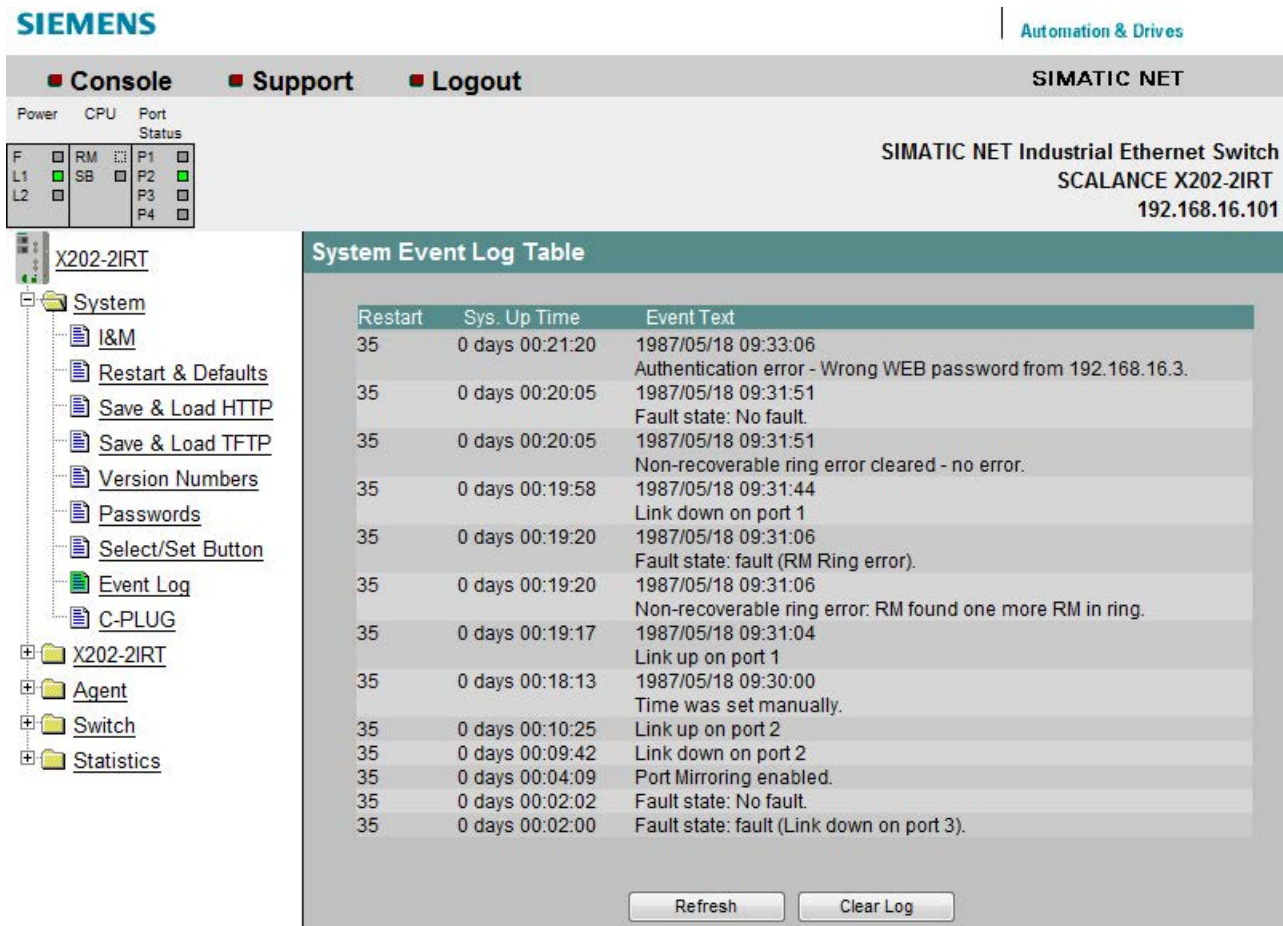 SIEMENS
Automation & Drives
Console Support Logout SIMATIC NET
Power CPU Port
Status
F RM P1
L1 SB P2
L2 P3
P4
SIMATIC NET Industrial Ethernet Switch
SCALANCE X202-2IRT
192.168.16.101
X202-2IRT
System
I&M
Restart & Defaults
Save & Load HTTP
Save & Load TFTP
Version Numbers
Passwords
Select/Set Button
Event Log
C-PLUG
X202-2IRT
Agent
Switch
Statistics
System Event Log Table
Restart Sys. Up Time Event Text
35 0 days 00:21:20 1987/05/18 09:33:06
Authentication error - Wrong WEB password from 192.168.16.3.
35 0 days 00:20:05 1987/05/18 09:31:51
Fault state: No fault.
35 0 days 00:20:05 1987/05/18 09:31:51
Non-recoverable ring error cleared - no error.
35 0 days 00:19:58 1987/05/18 09:31:44
Link down on port 1
35 0 days 00:19:20 1987/05/18 09:31:06
Fault state: fault (RM Ring error).
35 0 days 00:19:20 1987/05/18 09:31:06
Non-recoverable ring error: RM found one more RM in ring.
35 0 days 00:19:17 1987/05/18 09:31:04
Link up on port 1
35 0 days 00:18:13 1987/05/18 09:30:00
Time was set manually.
35 0 days 00:10:25 Link up on port 2
35 0 days 00:09:42 Link down on port 2
35 0 days 00:04:09 Port Mirroring enabled.
35 0 days 00:02:02 Fault state: No fault.
35 0 days 00:02:00 Fault state: fault (Link down on port 3).
Refresh Clear Log